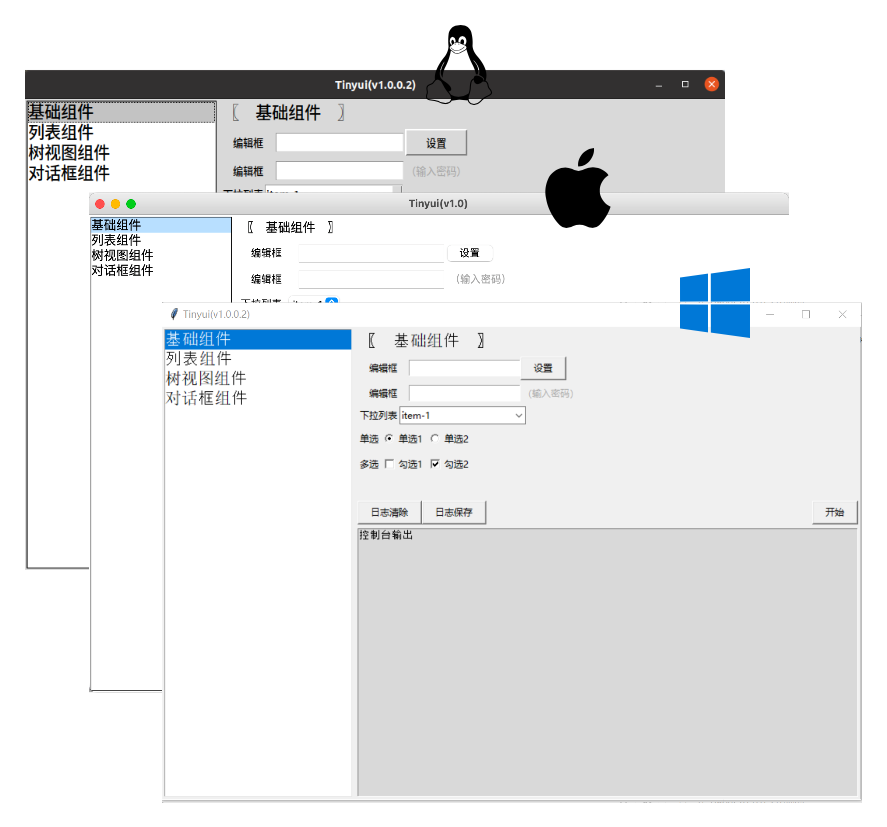 Tinyui(v1.0.0.2)
基础组件
列表组件
树视图组件
对话框组件
〖 基础组件 〗
编辑框
设置
编辑框
(输入密码)
Tinyui(v1.0)
基础组件
列表组件
树视图组件
对话框组件
〖 基础组件 〗
编辑框
设置
编辑框
(输入密码)
下拉列表 item-1
Tinyui(v1.0.0.2)
基础组件
列表组件
树视图组件
对话框组件
〖 基础组件 〗
编辑框
设置
编辑框
(输入密码)
下拉列表 item-1
单选 单选1 单选2
多选 勾选1 勾选2
日志清除 日志保存 开始
控制台输出